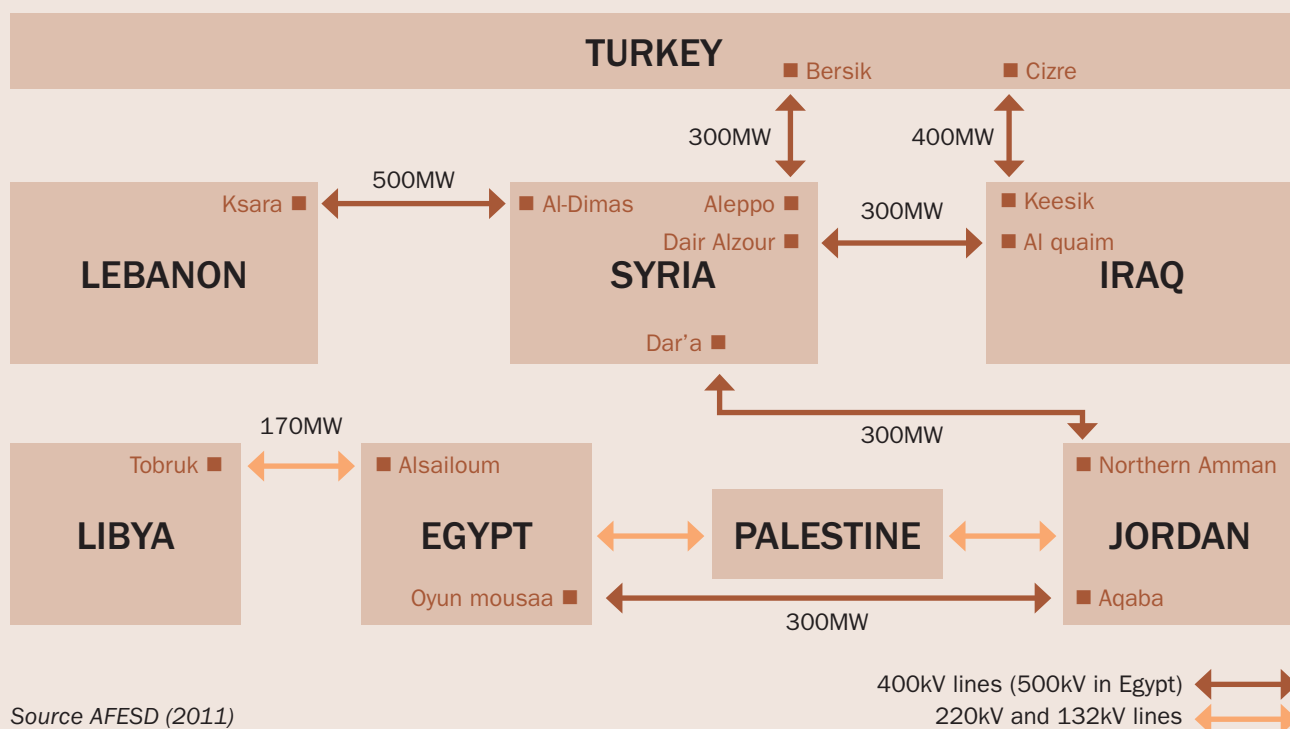 TURKEY
Bersik
Cizre
300MW
400MW
500MW
Ksara
Al-Dimas
Aleppo
300MW
Keesik
Dair Alzour
Al quaim
LEBANON
SYRIA
IRAQ
Dar'a
170MW
300MW
Tobruk
Alsailoum
Northern Amman
LIBYA
EGYPT
PALESTINE
JORDAN
Oyun mousaa
Aqaba
300MW
400kV lines (500kV in Egypt)
220kV and 132kV lines
Source AFESD (2011)